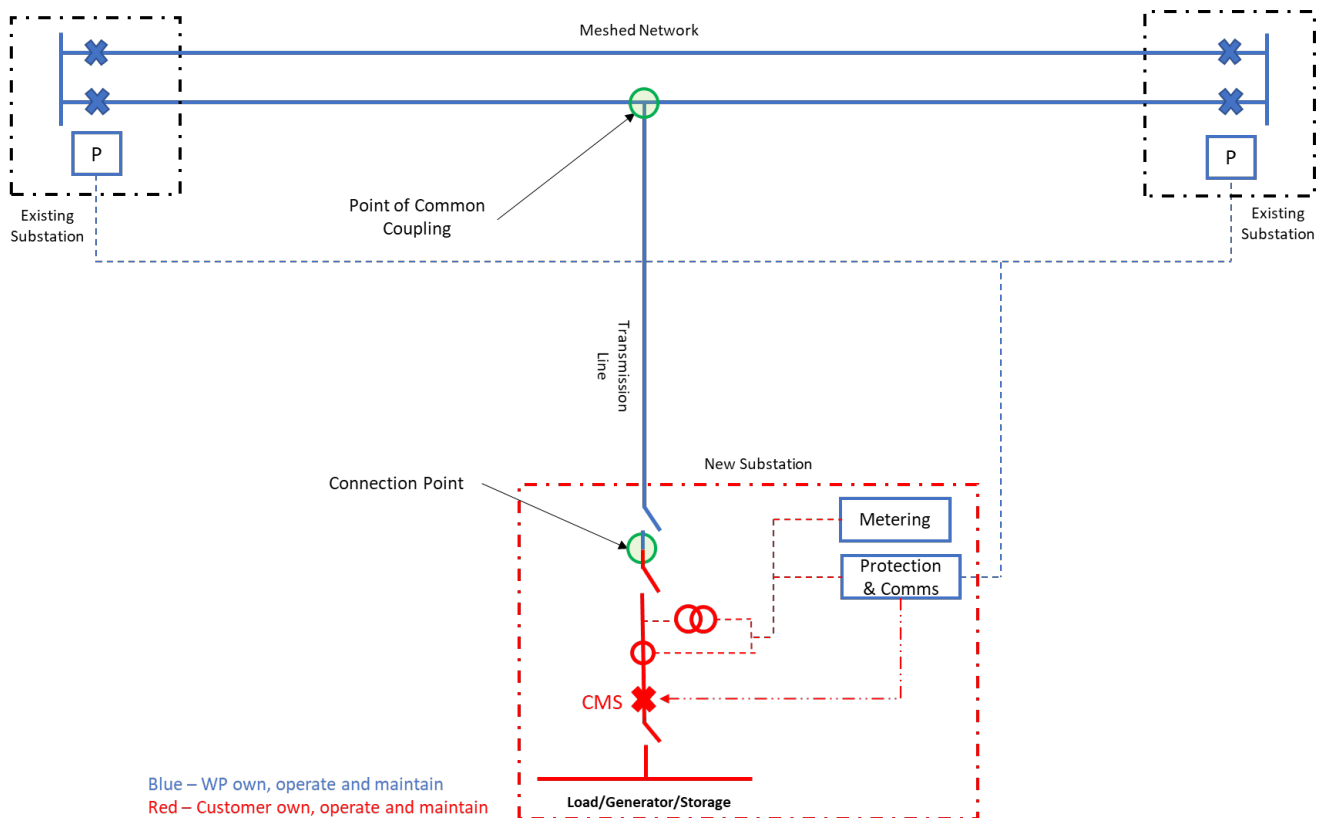 Meshed Network
P
P
Existing
Substation
Existing
Substation
Point of Common
Coupling
Transmission
Line
New Substation
Connection Point
Metering
Protection
& Comms
CMS
Blue – WP own, operate and maintain
Red – Customer own, operate and maintain
Load/Generator/Storage